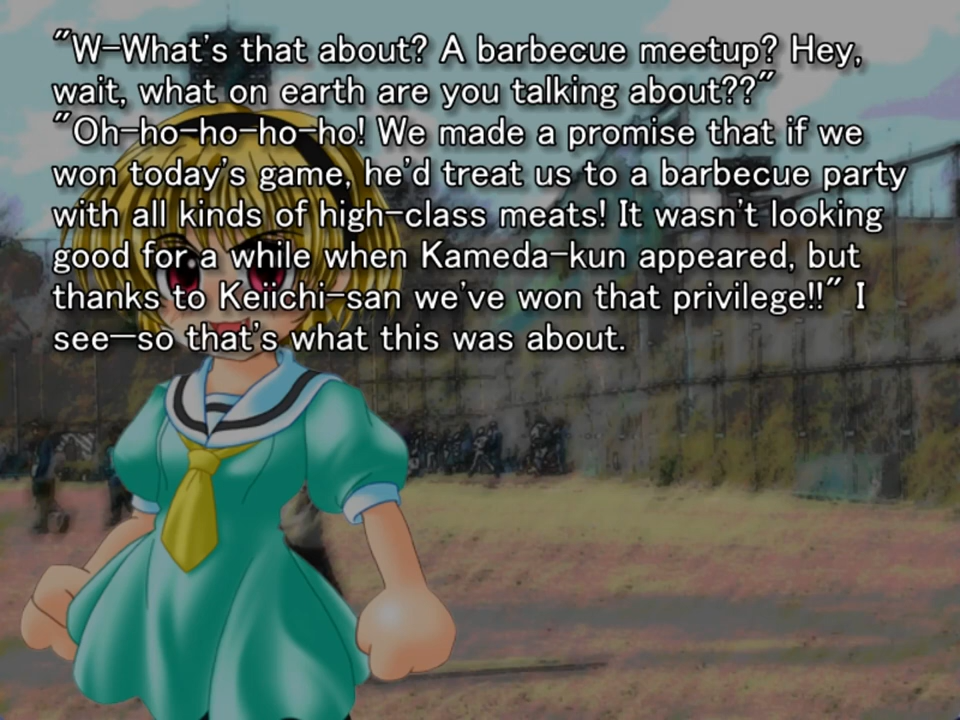 "W-What's that about? A barbecue meetup? Hey,
wait, what on earth are you talking about??"
"Oh-ho-ho-ho-ho! We made a promise that if we
won today's game, he'd treat us to a barbecue party
with all kinds of high-class meats! It wasn't looking
good for a while when Kameda-kun appeared, but
thanks to Keiichi-san we've won that privilege!!" I
see—so that's what this was about.